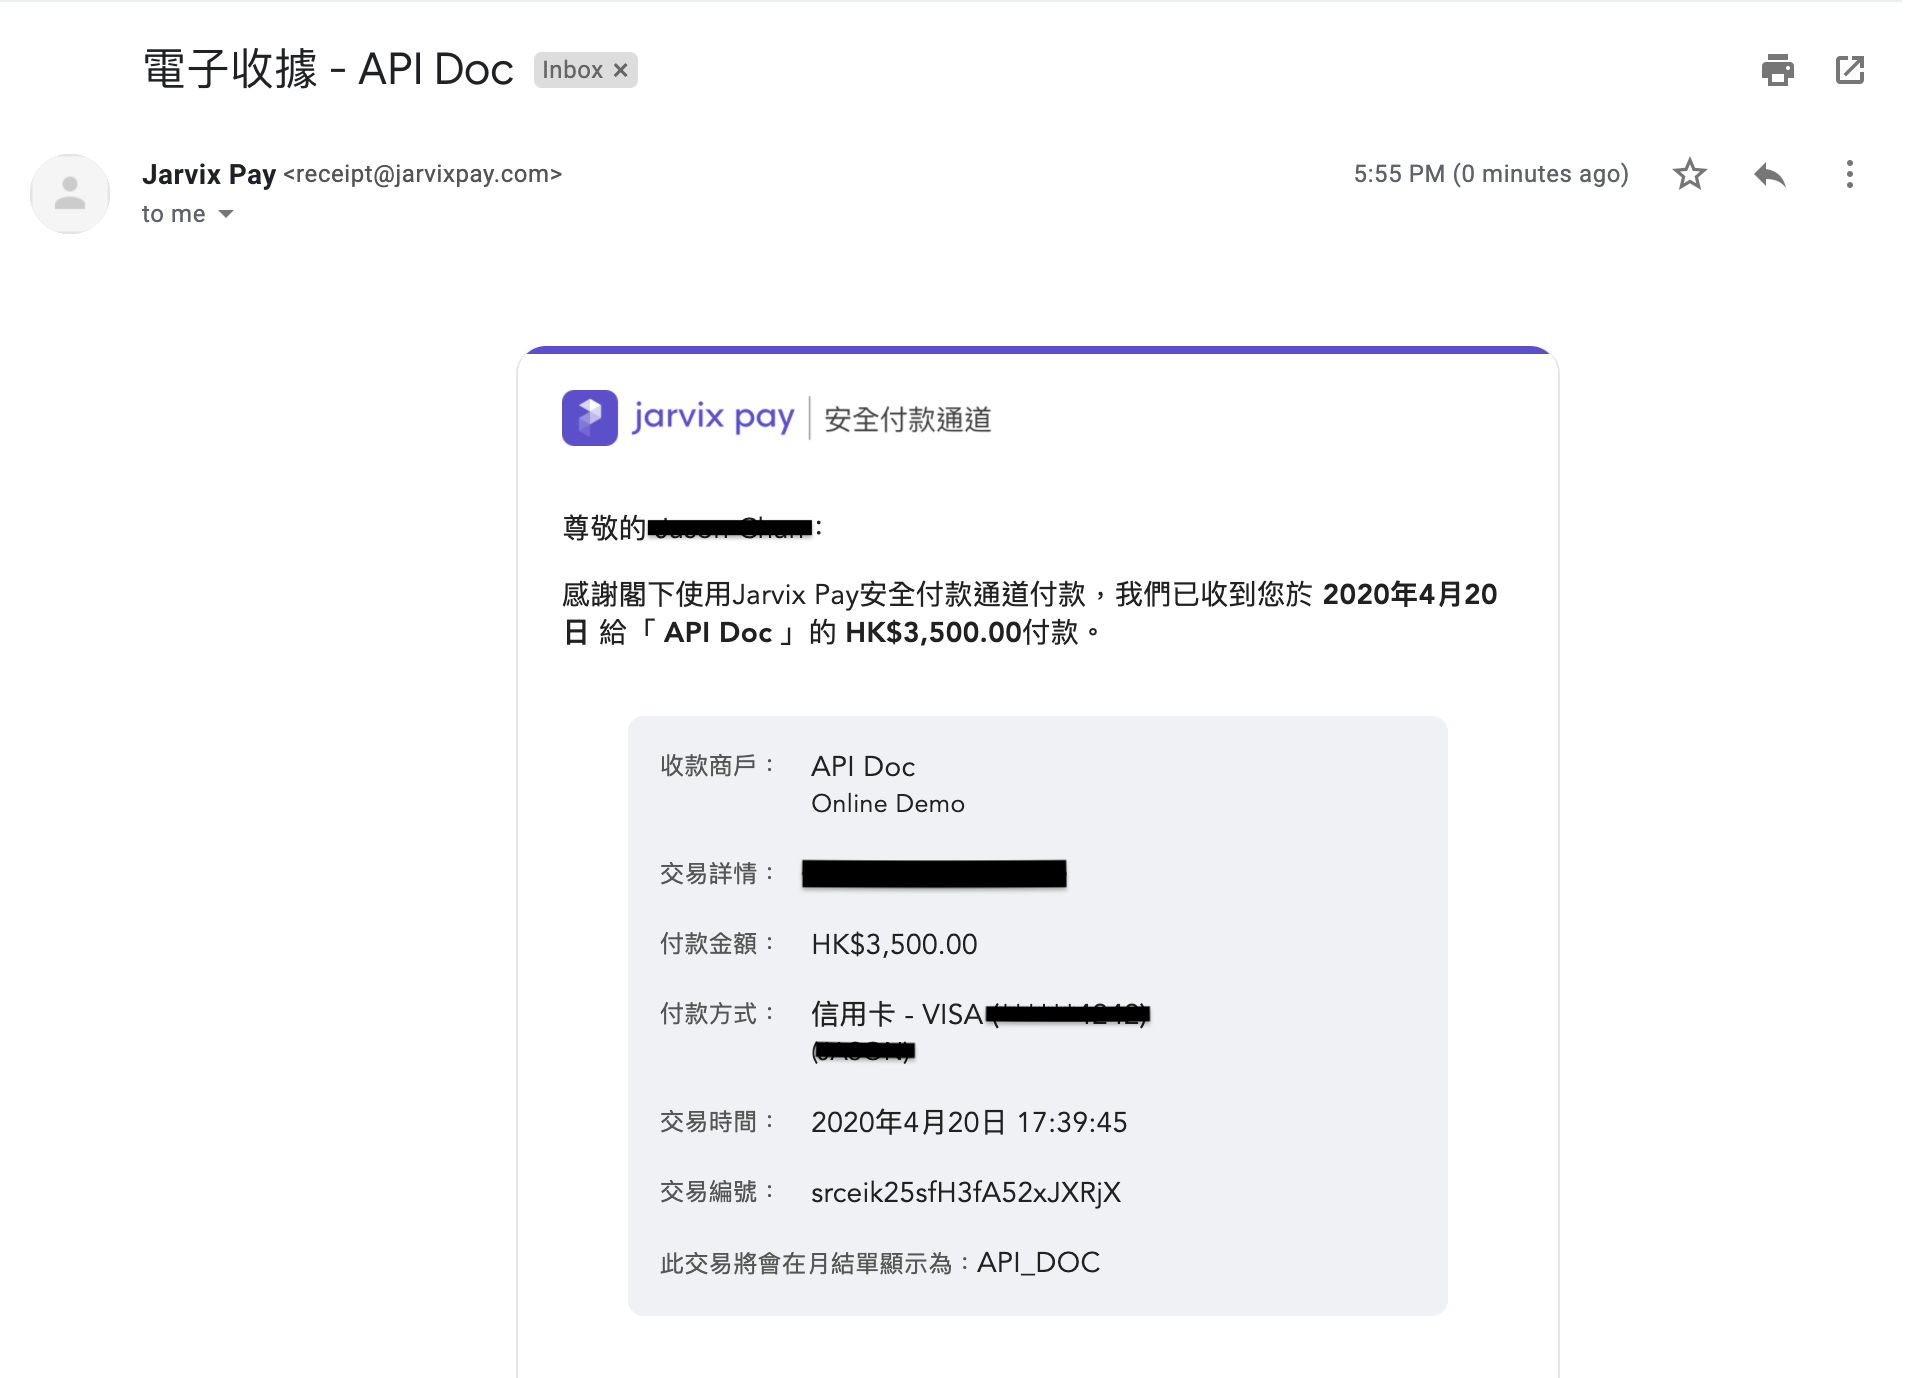 電子收據 - API Doc Inbox ×
Jarvix Pay <receipt@jarvixpay.com> 5:55 PM (0 minutes ago)
to me
jarvix pay 安全付款通道
尊敬的 :
感謝閣下使用Jarvix Pay安全付款通道付款，我們已收到您於 2020年4月20
日 給「 API Doc 」的 HK$3,500.00付款。
收款商戶： API Doc
Online Demo
交易詳情：
付款金額： HK$3,500.00
付款方式： 信用卡 - VISA
交易時間： 2020年4月20日 17:39:45
交易編號： srceik25sfH3fA52xJXRjX
此交易將會在月結單顯示為：API_DOC